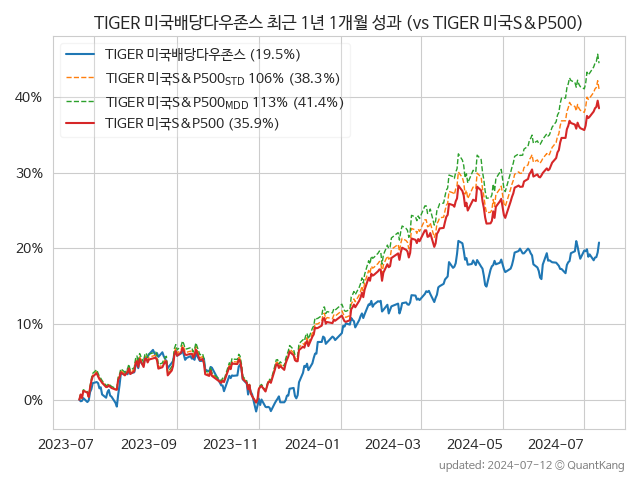 TIGER 미국배당다우존스 최근 1년 1개월 성과 (vs TIGER 미국S&P500)
TIGER 미국배당다우존스 (19.5%)
TIGER 미국S&P500STD 106% (38.3%)
TIGER 미국S&P500MDD 113% (41.4%)
TIGER 미국S&P500 (35.9%)
40%
30%
20%
10%
0%
2023-07 2023-09 2023-11 2024-01 2024-03 2024-05 2024-07
updated: 2024-07-12 © QuantKang